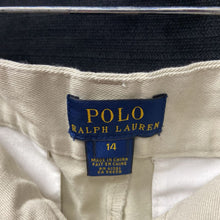 POLO
RALPH LAUREN
14
MADE IN CHINA
FAIT EN CHINE